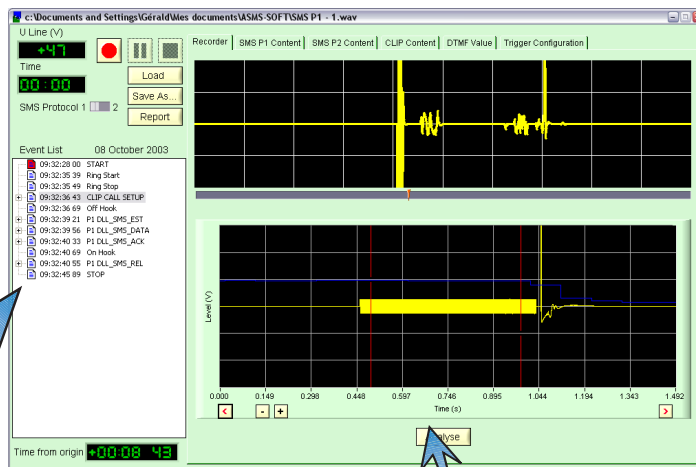 c:\Documents and Settings\Gérald\Mes documents\ASMS-SOFT\SMS P1 - 1.wav
U Line (V)
+47
Time
00:00
SMS Protocol 1 2
Load
Save As...
Report
Recorder SMS P1 Content SMS P2 Content CLIP Content DTMF Value Trigger Configuration
Event List 08 October 2003
09:32:28 00 START
09:32:35 39 Ring Start
09:32:35 49 Ring Stop
09:32:36 43 CLIP CALL SETUP
09:32:36 69 Off Hook
09:32:39 21 P1 DLL_SMS_EST
09:32:39 56 P1 DLL_SMS_DATA
09:32:40 33 P1 DLL_SMS_ACK
09:32:40 69 On Hook
09:32:40 55 P1 DLL_SMS_REL
09:32:45 89 STOP
Level (V)
0.000 0.149 0.298 0.448 0.597 0.746 0.895 1.044 1.194 1.343 1.492
< - + Time (s) >
Time from origin +00:08 43